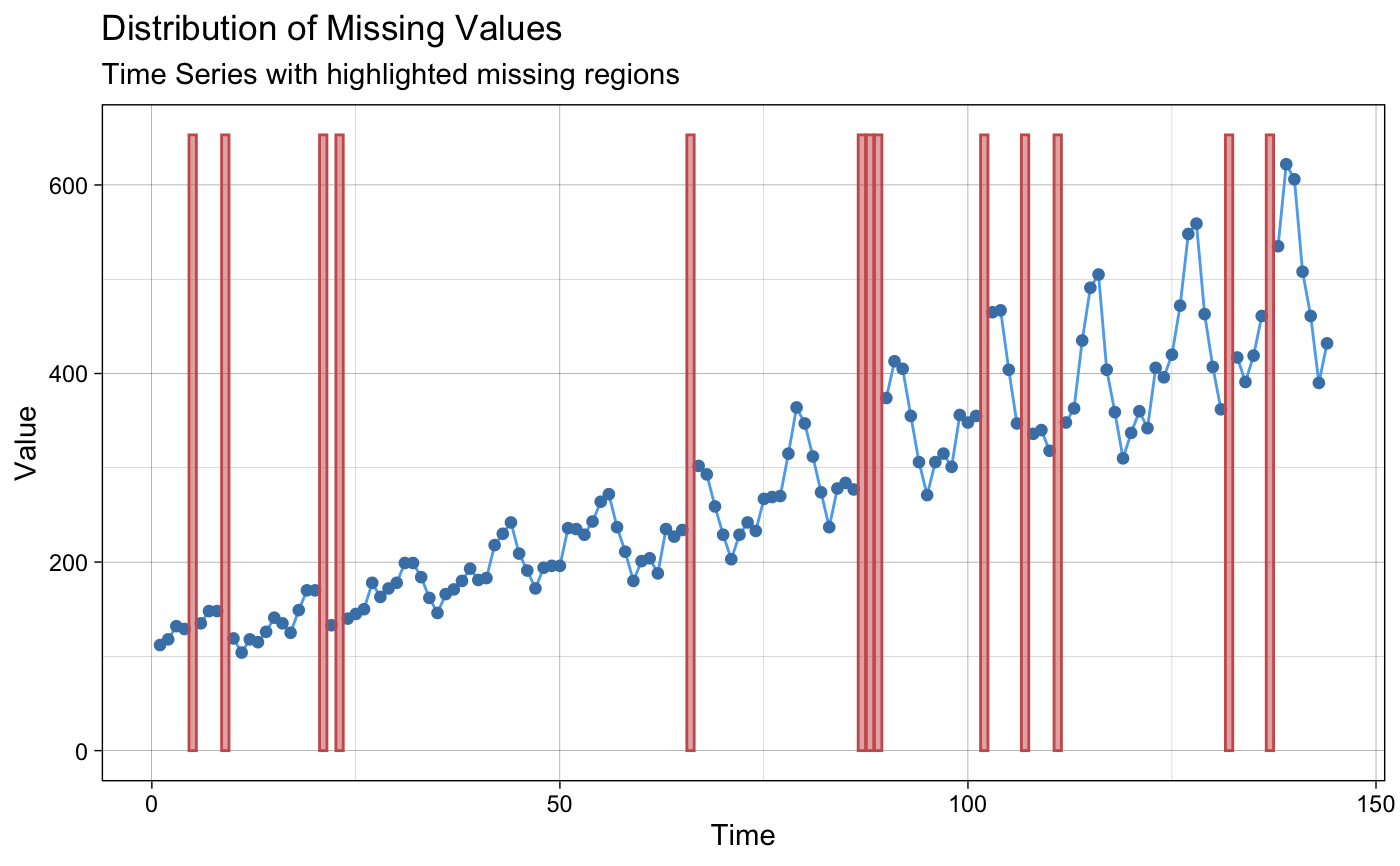 Distribution of Missing Values
Time Series with highlighted missing regions
600
400
200
0
Value
0 50 100 150
Time